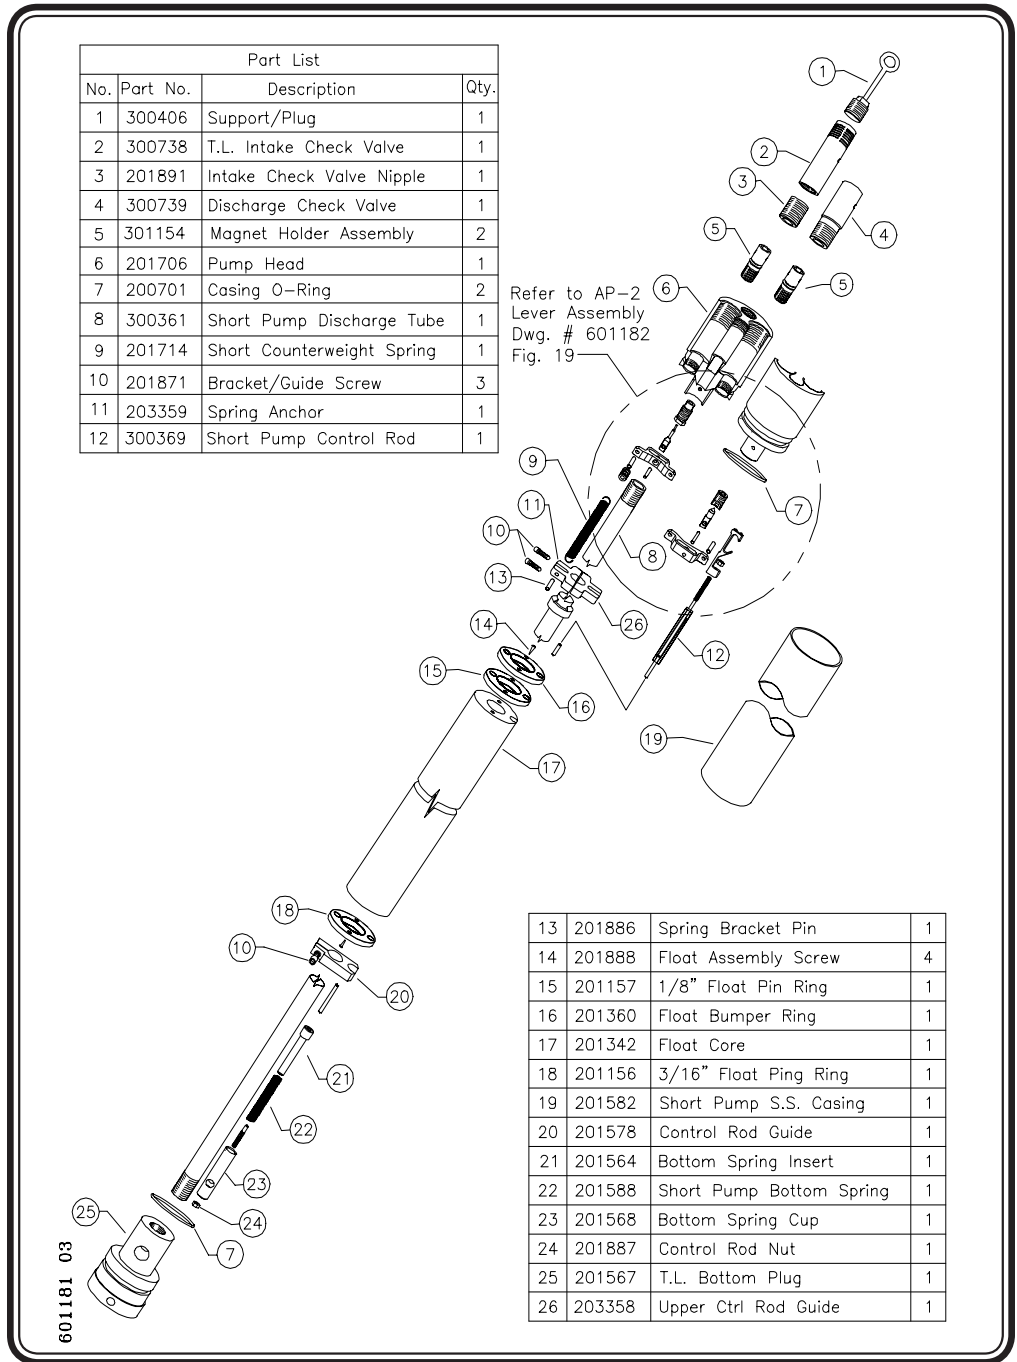 Part List
No. Part No. Description Qty.
1 300406 Support/Plug 1
2 300738 T.L. Intake Check Valve 1
3 201891 Intake Check Valve Nipple 1
4 300739 Discharge Check Valve 1
5 301154 Magnet Holder Assembly 2
6 201706 Pump Head 1
7 200701 Casing O-Ring 2
8 300361 Short Pump Discharge Tube 1
9 201714 Short Counterweight Spring 1
10 201871 Bracket/Guide Screw 3
11 203359 Spring Anchor 1
12 300369 Short Pump Control Rod 1
1
2
3
4
5
5
6
Refer to AP-2
Lever Assembly
Dwg. # 601182
Fig. 19
7
9
11
10
8
13
26
14
12
15
16
19
17
18
10
20
21
22
23
24
25
7
13 201886 Spring Bracket Pin 1
14 201888 Float Assembly Screw 4
15 201157 1/8" Float Pin Ring 1
16 201360 Float Bumper Ring 1
17 201342 Float Core 1
18 201156 3/16" Float Ping Ring 1
19 201582 Short Pump S.S. Casing 1
20 201578 Control Rod Guide 1
21 201564 Bottom Spring Insert 1
22 201588 Short Pump Bottom Spring 1
23 201568 Bottom Spring Cup 1
24 201887 Control Rod Nut 1
25 201567 T.L. Bottom Plug 1
26 203358 Upper Ctrl Rod Guide 1
601181 03